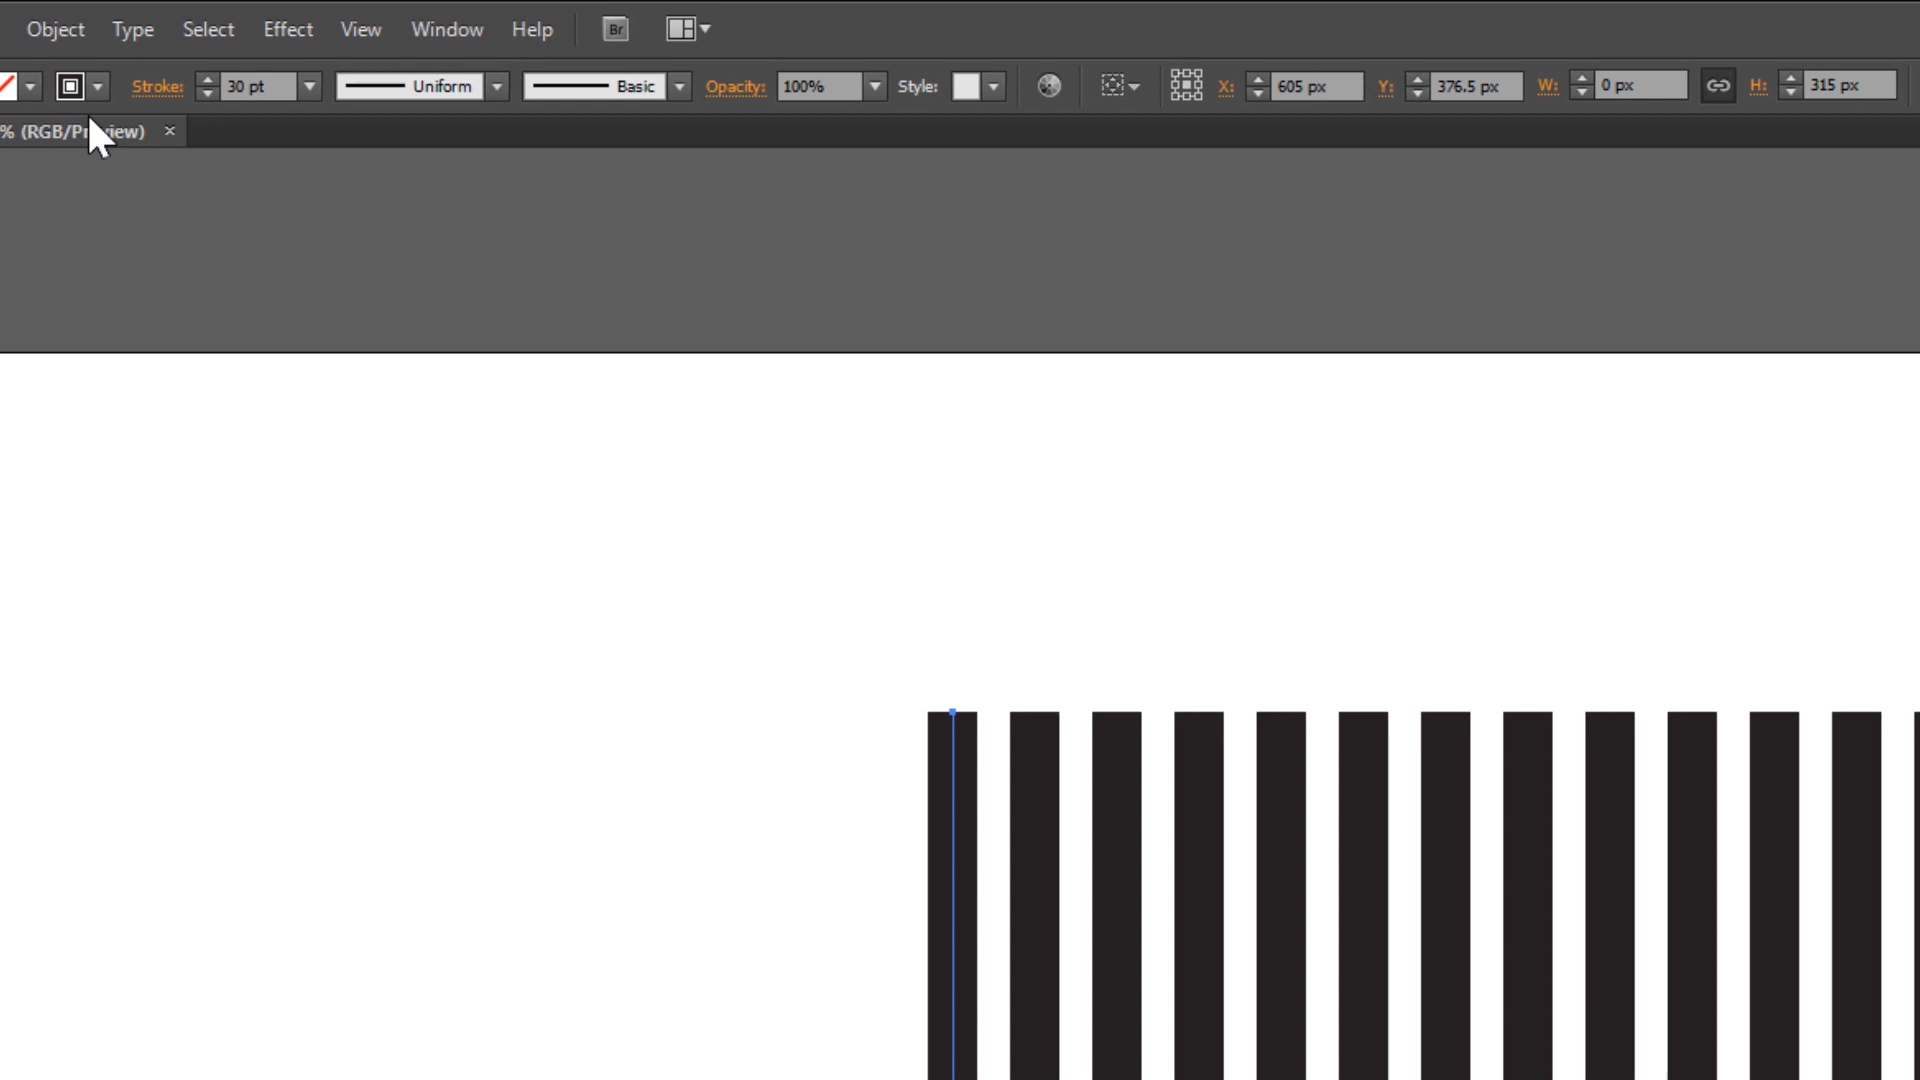 Object Type Select Effect View Window Help Br
Stroke: 30 pt Uniform Basic Opacity: 100% Style: X: 605 px Y: 376.5 px W: 0 px H: 315 px
% (RGB/Preview) ×